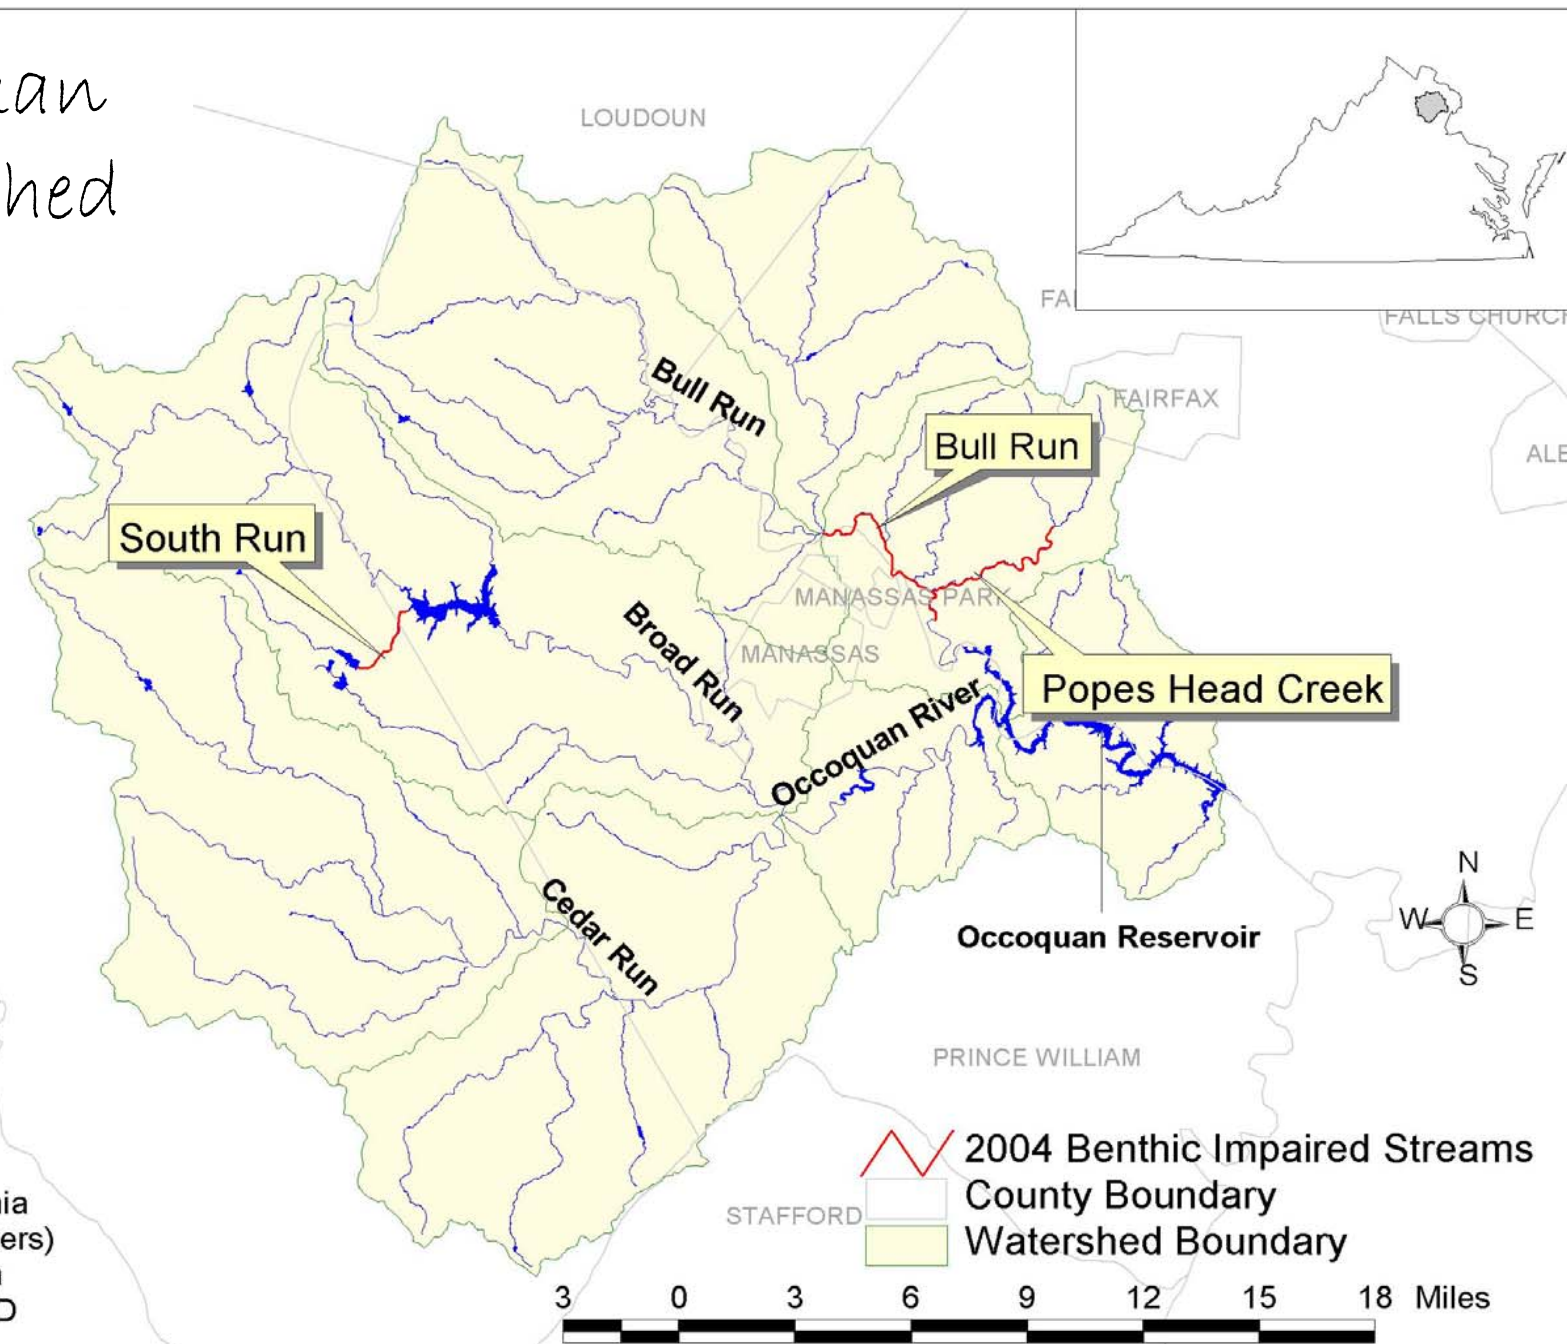 LOUDOUN
FALLS CHURCH
FAIRFAX
Bull Run
Bull Run
South Run
MANASSAS PARK
Broad Run
MANASSAS
Popes Head Creek
Occoquan River
Cedar Run
Occoquan Reservoir
N
W E
S
PRINCE WILLIAM
STAFFORD
2004 Benthic Impaired Streams
County Boundary
Watershed Boundary
3 0 3 6 9 12 15 18 Miles